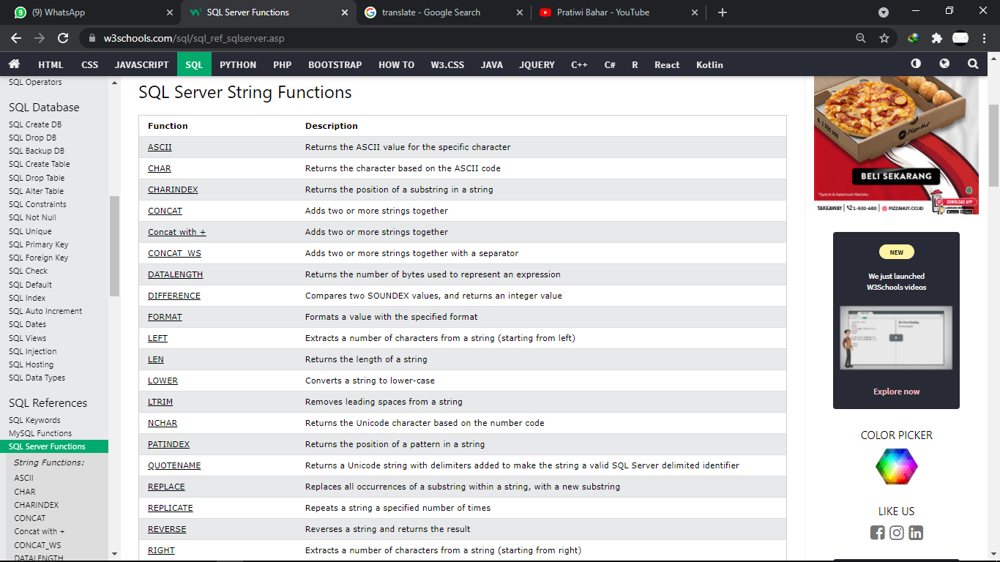 (9) WhatsApp
SQL Server Functions
translate - Google Search
Pratiwi Bahar - YouTube
w3schools.com/sql/sql_ref_sqlserver.asp
HTML CSS JAVASCRIPT SQL PYTHON PHP BOOTSTRAP HOW TO W3.CSS JAVA JQUERY C++ C# R React Kotlin
SQL Operators
SQL Database
SQL Create DB
SQL Drop DB
SQL Backup DB
SQL Create Table
SQL Drop Table
SQL Alter Table
SQL Constraints
SQL Not Null
SQL Unique
SQL Primary Key
SQL Foreign Key
SQL Check
SQL Default
SQL Index
SQL Auto Increment
SQL Dates
SQL Views
SQL Injection
SQL Hosting
SQL Data Types
SQL References
SQL Keywords
MySQL Functions
SQL Server Functions
String Functions:
ASCII
CHAR
CHARINDEX
CONCAT
Concat with +
CONCAT_WS
DATALENGTH
SQL Server String Functions
Function Description
ASCII Returns the ASCII value for the specific character
CHAR Returns the character based on the ASCII code
CHARINDEX Returns the position of a substring in a string
CONCAT Adds two or more strings together
Concat with + Adds two or more strings together
CONCAT_WS Adds two or more strings together with a separator
DATALENGTH Returns the number of bytes used to represent an expression
DIFFERENCE Compares two SOUNDEX values, and returns an integer value
FORMAT Formats a value with the specified format
LEFT Extracts a number of characters from a string (starting from left)
LEN Returns the length of a string
LOWER Converts a string to lower-case
LTRIM Removes leading spaces from a string
NCHAR Returns the Unicode character based on the number code
PATINDEX Returns the position of a pattern in a string
QUOTENAME Returns a Unicode string with delimiters added to make the string a valid SQL Server delimited identifier
REPLACE Replaces all occurrences of a substring within a string, with a new substring
REPLICATE Repeats a string a specified number of times
REVERSE Reverses a string and returns the result
RIGHT Extracts a number of characters from a string (starting from right)
Pizza Hut
BELI SEKARANG
*Syarat & Ketentuan Berlaku
DOWNLOAD APP
TAKEAWAY 1-500-600 PIZZAHUT.CO.ID
NEW
We just launched
W3Schools videos
Explore now
COLOR PICKER
LIKE US